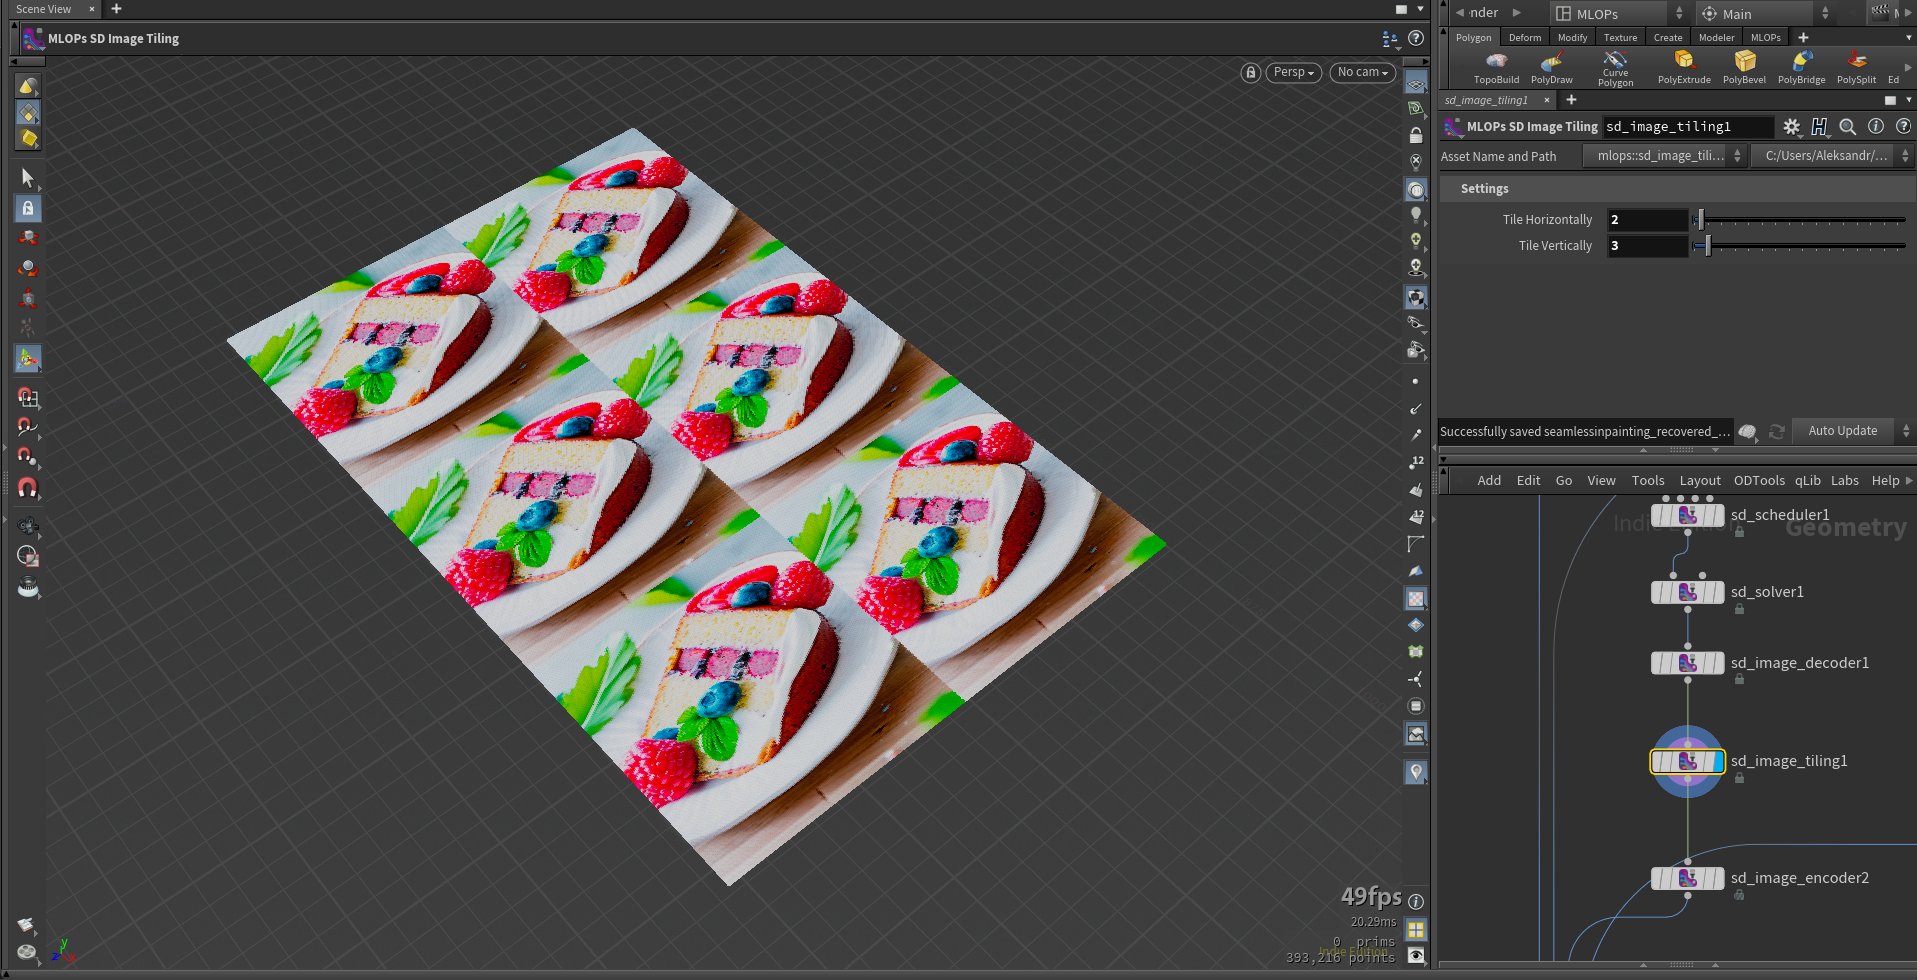 Scene View
MLOPs SD Image Tiling
Persp
No cam
49fps
20.29ms
0 prims
Indie Edition
393,216 points
nder
MLOPs
Main
Polygon Deform Modify Texture Create Modeler MLOPs
TopoBuild PolyDraw Curve Polygon PolyExtrude PolyBevel PolyBridge PolySplit Ed
sd_image_tiling1
MLOPs SD Image Tiling sd_image_tiling1
Asset Name and Path mlops::sd_image_tili... C:/Users/Aleksandr/...
Settings
Tile Horizontally 2
Tile Vertically 3
Successfully saved seamlessinpainting_recovered_... Auto Update
Add Edit Go View Tools Layout ODTools qLib Labs Help
Indie Edition
Geometry
sd_scheduler1
sd_solver1
sd_image_decoder1
sd_image_tiling1
sd_image_encoder2
12
12
y
z
x